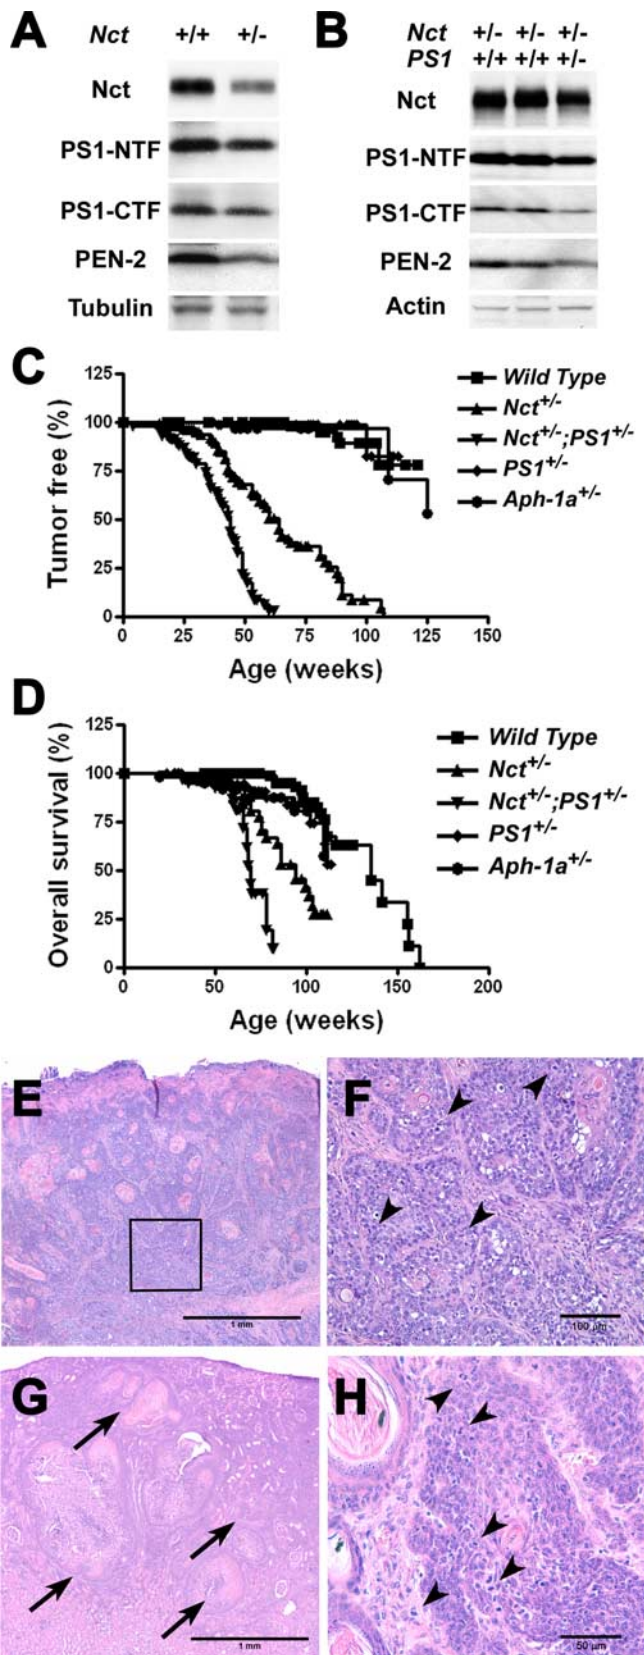 A Nct +/+ +/-
Nct
PS1-NTF
PS1-CTF
PEN-2
Tubulin
B Nct +/- +/- +/-
PS1 +/+ +/+ +/-
Nct
PS1-NTF
PS1-CTF
PEN-2
Actin
C
Tumor free (%)
125
100
75
50
25
0
0 25 50 75 100 125 150
Age (weeks)
Wild Type
Nct+/-
Nct+/-;PS1+/-
PS1+/-
Aph-1a+/-
D
Overall survival (%)
125
100
75
50
25
0
0 50 100 150 200
Age (weeks)
Wild Type
Nct+/-
Nct+/-;PS1+/-
PS1+/-
Aph-1a+/-
E
1 mm
F
100 µm
G
1 mm
H
50 µm